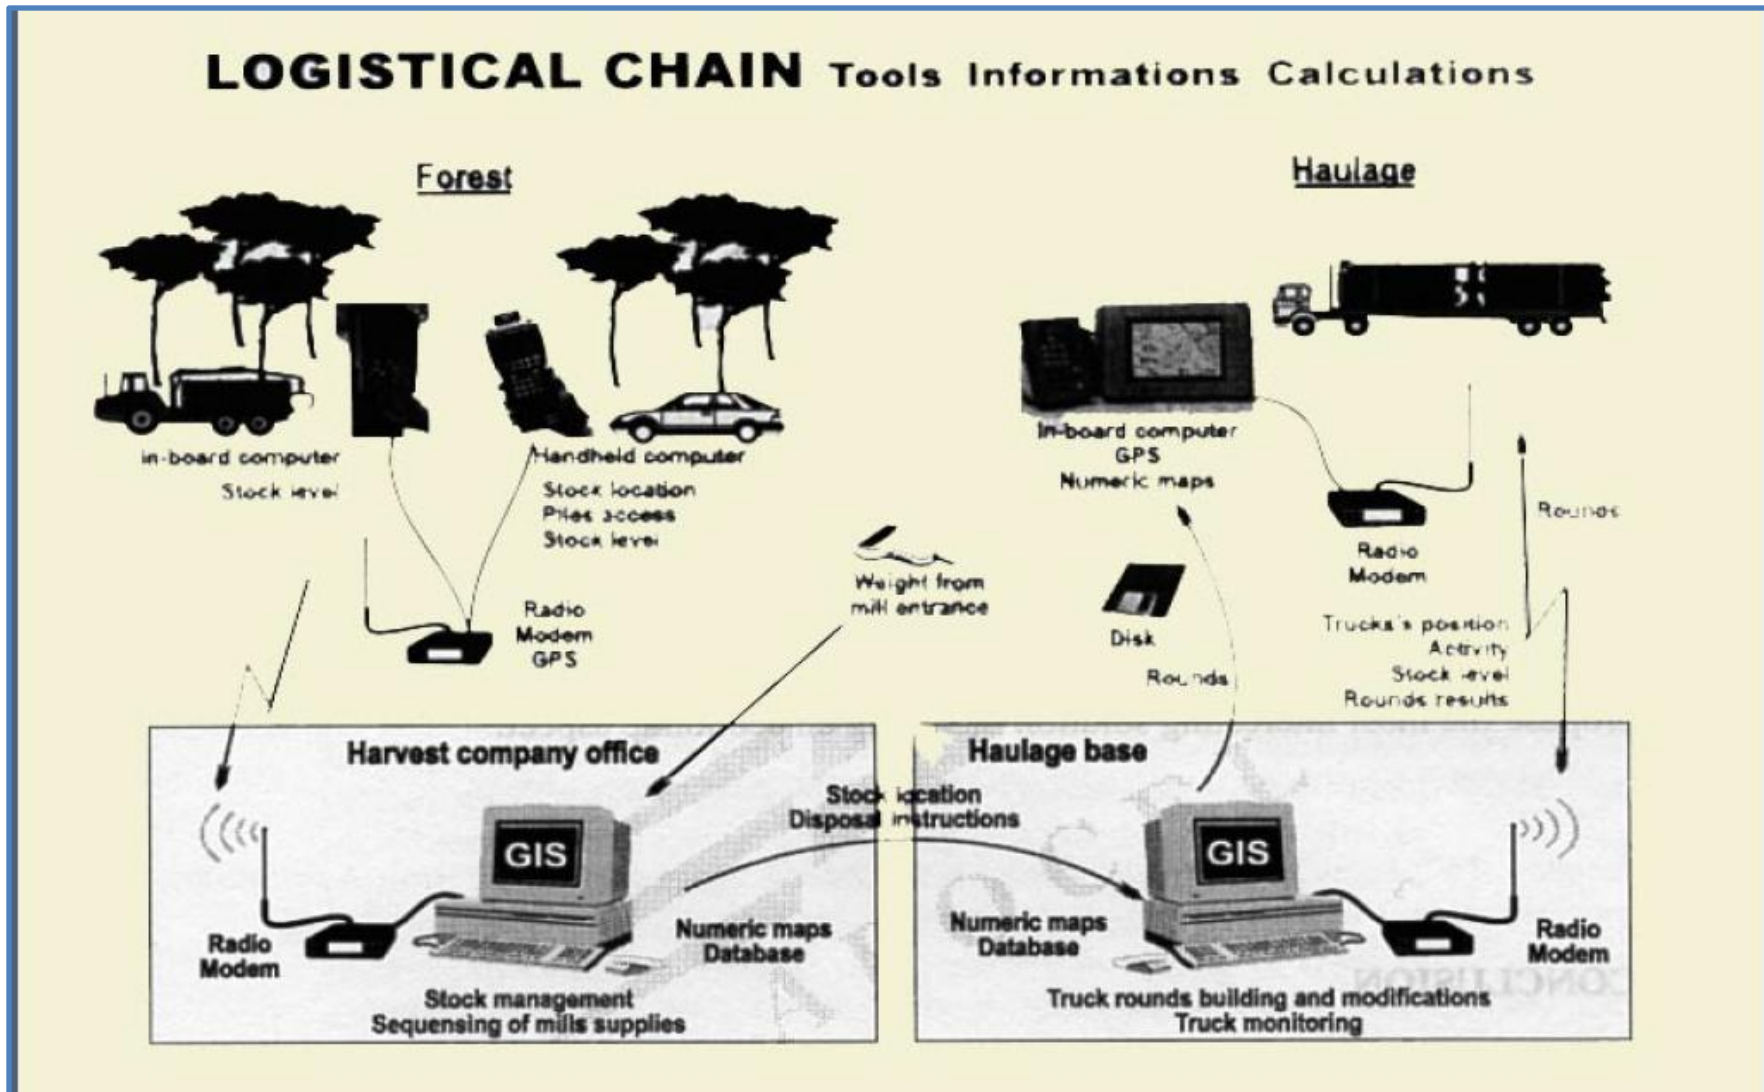 LOGISTICAL CHAIN Tools Informations Calculations
Forest
in-board computer
Stock level
Handheld computer
Stock location
Piles access
Stock level
Radio
Modem
GPS
Weight from
mill entrance
Haulage
In-board computer
GPS
Numeric maps
Radio
Modem
Rounds
Disk
Rounds
Trucks's position
Activity
Stock level
Rounds results
Harvest company office
GIS
Radio
Modem
Numeric maps
Database
Stock management
Sequensing of mills supplies
Stock location
Disposal instructions
Haulage base
GIS
Numeric maps
Database
Radio
Modem
Truck rounds building and modifications
Truck monitoring
CONCLUSION